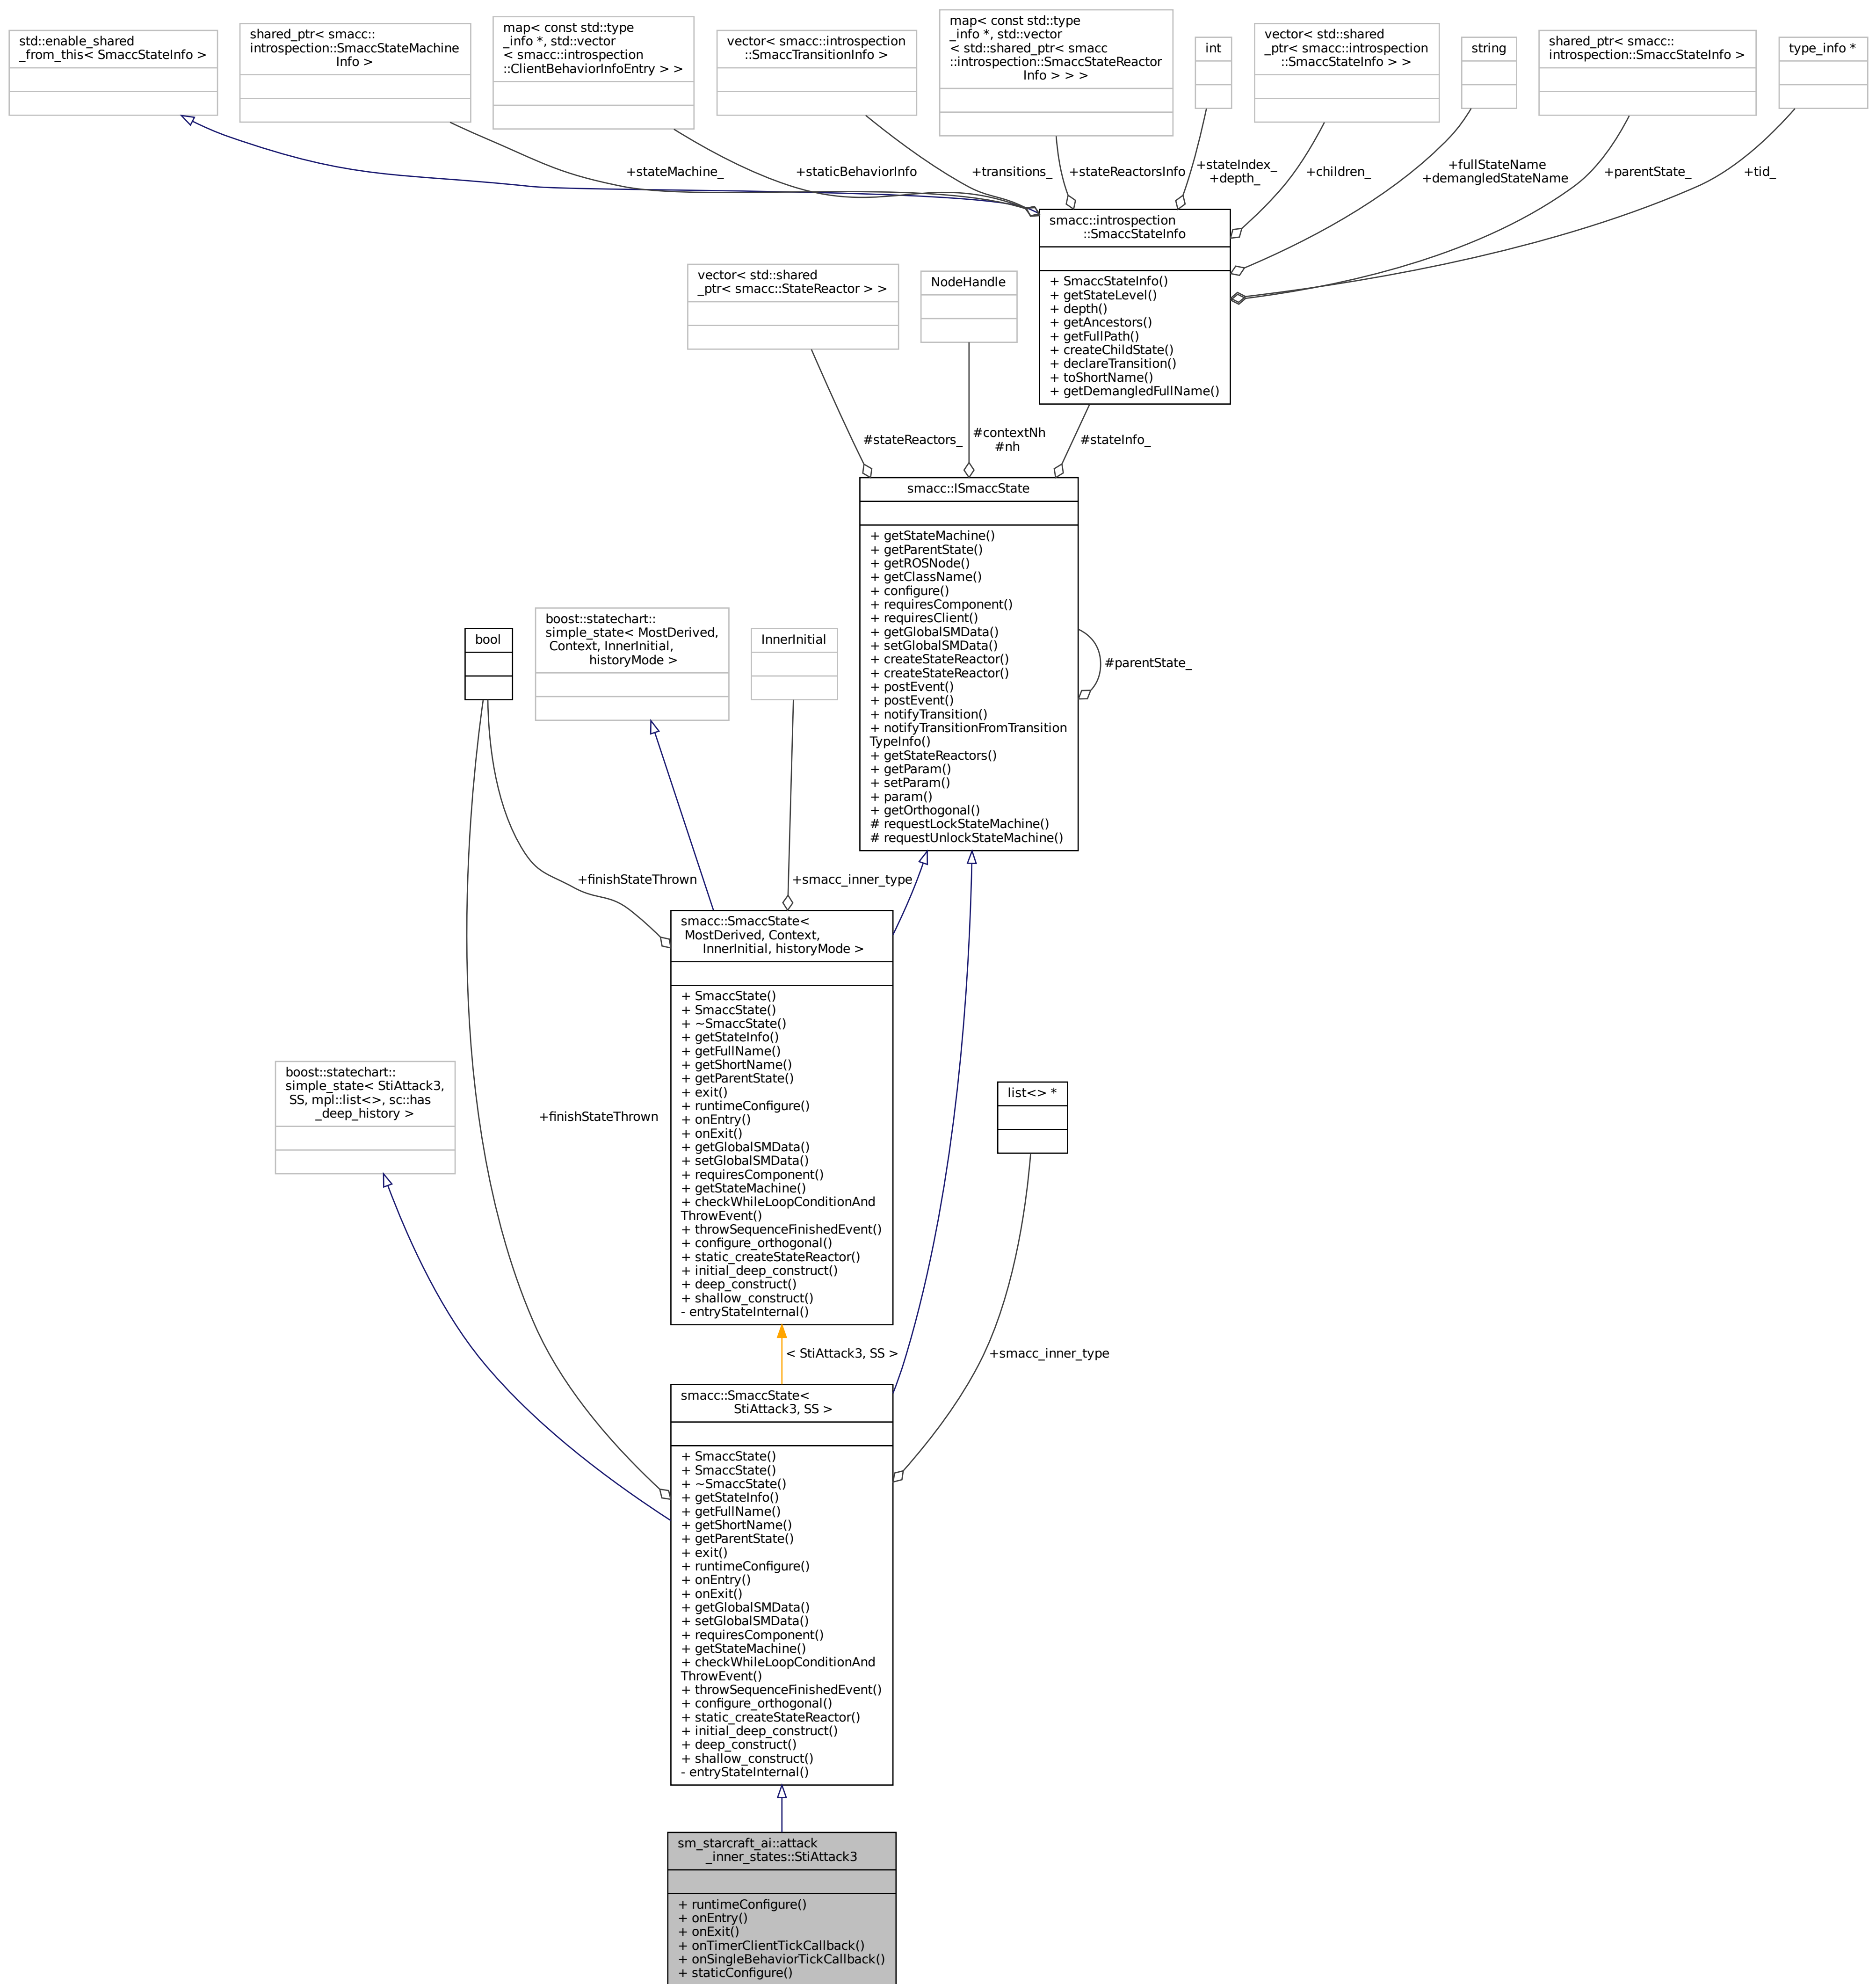 std::enable_shared
_from_this< SmaccStateInfo >
shared_ptr< smacc::
introspection::SmaccStateMachine
Info >
map< const std::type
_info *, std::vector
< smacc::introspection
::ClientBehaviorInfoEntry > >
vector< smacc::introspection
::SmaccTransitionInfo >
map< const std::type
_info *, std::vector
< std::shared_ptr< smacc
::introspection::SmaccStateReactor
Info > > >
int
vector< std::shared
_ptr< smacc::introspection
::SmaccStateInfo > >
string
shared_ptr< smacc::
introspection::SmaccStateInfo >
type_info *
+stateMachine_
+staticBehaviorInfo
+transitions_
+stateReactorsInfo
+stateIndex_
+depth_
+children_
+fullStateName
+demangledStateName
+parentState_
+tid_
smacc::introspection
::SmaccStateInfo
+ SmaccStateInfo()
+ getStateLevel()
+ depth()
+ getAncestors()
+ getFullPath()
+ createChildState()
+ declareTransition()
+ toShortName()
+ getDemangledFullName()
vector< std::shared
_ptr< smacc::StateReactor > >
NodeHandle
#stateReactors_
#contextNh
#nh
#stateInfo_
smacc::ISmaccState
+ getStateMachine()
+ getParentState()
+ getROSNode()
+ getClassName()
+ configure()
+ requiresComponent()
+ requiresClient()
+ getGlobalSMData()
+ setGlobalSMData()
+ createStateReactor()
+ createStateReactor()
+ postEvent()
+ postEvent()
+ notifyTransition()
+ notifyTransitionFromTransition
TypeInfo()
+ getStateReactors()
+ getParam()
+ setParam()
+ param()
+ getOrthogonal()
# requestLockStateMachine()
# requestUnlockStateMachine()
#parentState_
bool
boost::statechart::
simple_state< MostDerived,
Context, InnerInitial,
historyMode >
InnerInitial
+finishStateThrown
+smacc_inner_type
smacc::SmaccState<
MostDerived, Context,
InnerInitial, historyMode >
+ SmaccState()
+ SmaccState()
+ ~SmaccState()
+ getStateInfo()
+ getFullName()
+ getShortName()
+ getParentState()
+ exit()
+ runtimeConfigure()
+ onEntry()
+ onExit()
+ getGlobalSMData()
+ setGlobalSMData()
+ requiresComponent()
+ getStateMachine()
+ checkWhileLoopConditionAnd
ThrowEvent()
+ throwSequenceFinishedEvent()
+ configure_orthogonal()
+ static_createStateReactor()
+ initial_deep_construct()
+ deep_construct()
+ shallow_construct()
- entryStateInternal()
boost::statechart::
simple_state< StiAttack3,
SS, mpl::list<>, sc::has
_deep_history >
+finishStateThrown
list<> *
< StiAttack3, SS >
+smacc_inner_type
smacc::SmaccState<
StiAttack3, SS >
+ SmaccState()
+ SmaccState()
+ ~SmaccState()
+ getStateInfo()
+ getFullName()
+ getShortName()
+ getParentState()
+ exit()
+ runtimeConfigure()
+ onEntry()
+ onExit()
+ getGlobalSMData()
+ setGlobalSMData()
+ requiresComponent()
+ getStateMachine()
+ checkWhileLoopConditionAnd
ThrowEvent()
+ throwSequenceFinishedEvent()
+ configure_orthogonal()
+ static_createStateReactor()
+ initial_deep_construct()
+ deep_construct()
+ shallow_construct()
- entryStateInternal()
sm_starcraft_ai::attack
_inner_states::StiAttack3
+ runtimeConfigure()
+ onEntry()
+ onExit()
+ onTimerClientTickCallback()
+ onSingleBehaviorTickCallback()
+ staticConfigure()